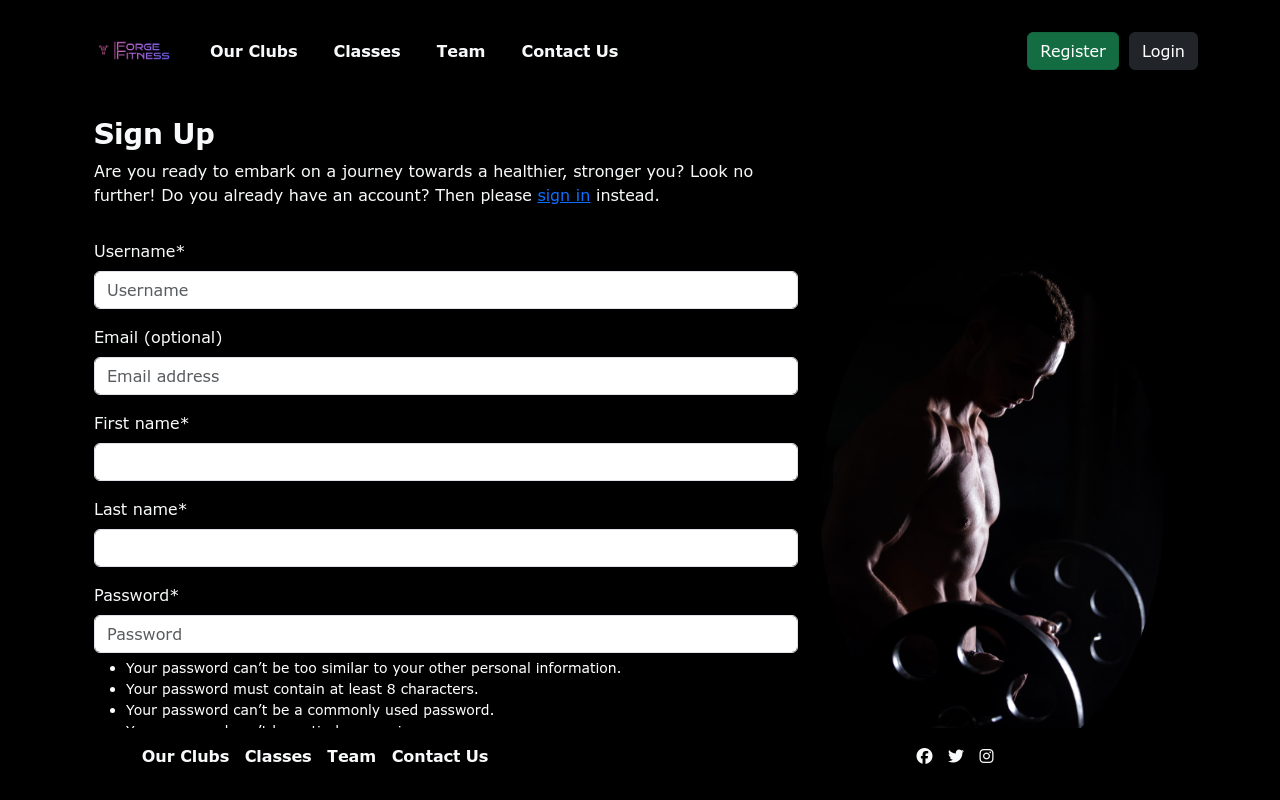 FORGE
FITNESS
Our Clubs
Classes
Team
Contact Us
Register
Login
Sign Up
Are you ready to embark on a journey towards a healthier, stronger you? Look no
further! Do you already have an account? Then please sign in instead.
Username*
Username
Email (optional)
Email address
First name*
Last name*
Password*
Password
Your password can’t be too similar to your other personal information.
Your password must contain at least 8 characters.
Your password can’t be a commonly used password.
Our Clubs
Classes
Team
Contact Us